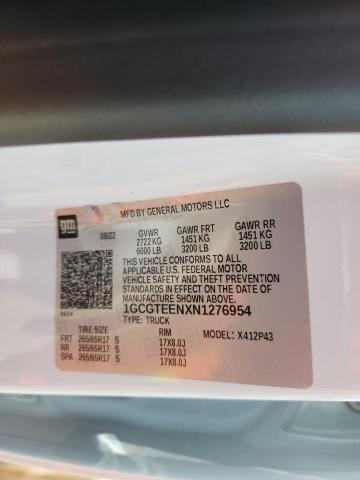 MFD BY GENERAL MOTORS LLC
gm
08/22 GVWR GAWR FRT GAWR RR
2722 KG 1451 KG 1451 KG
6000 LB 3200 LB 3200 LB
THIS VEHICLE CONFORMS TO ALL
APPLICABLE U.S. FEDERAL MOTOR
VEHICLE SAFETY AND THEFT PREVENTION
STANDARDS IN EFFECT ON THE DATE OF
MANUFACTURE SHOWN ABOVE.
1GCGTEENXN1276954
TYPE: TRUCK
TIRE SIZE RIM MODEL: X412P43
FRT 265/65R17 S 17X8.0J
RR 265/65R17 S 17X8.0J
SPA 265/65R17 S 17X8.0J